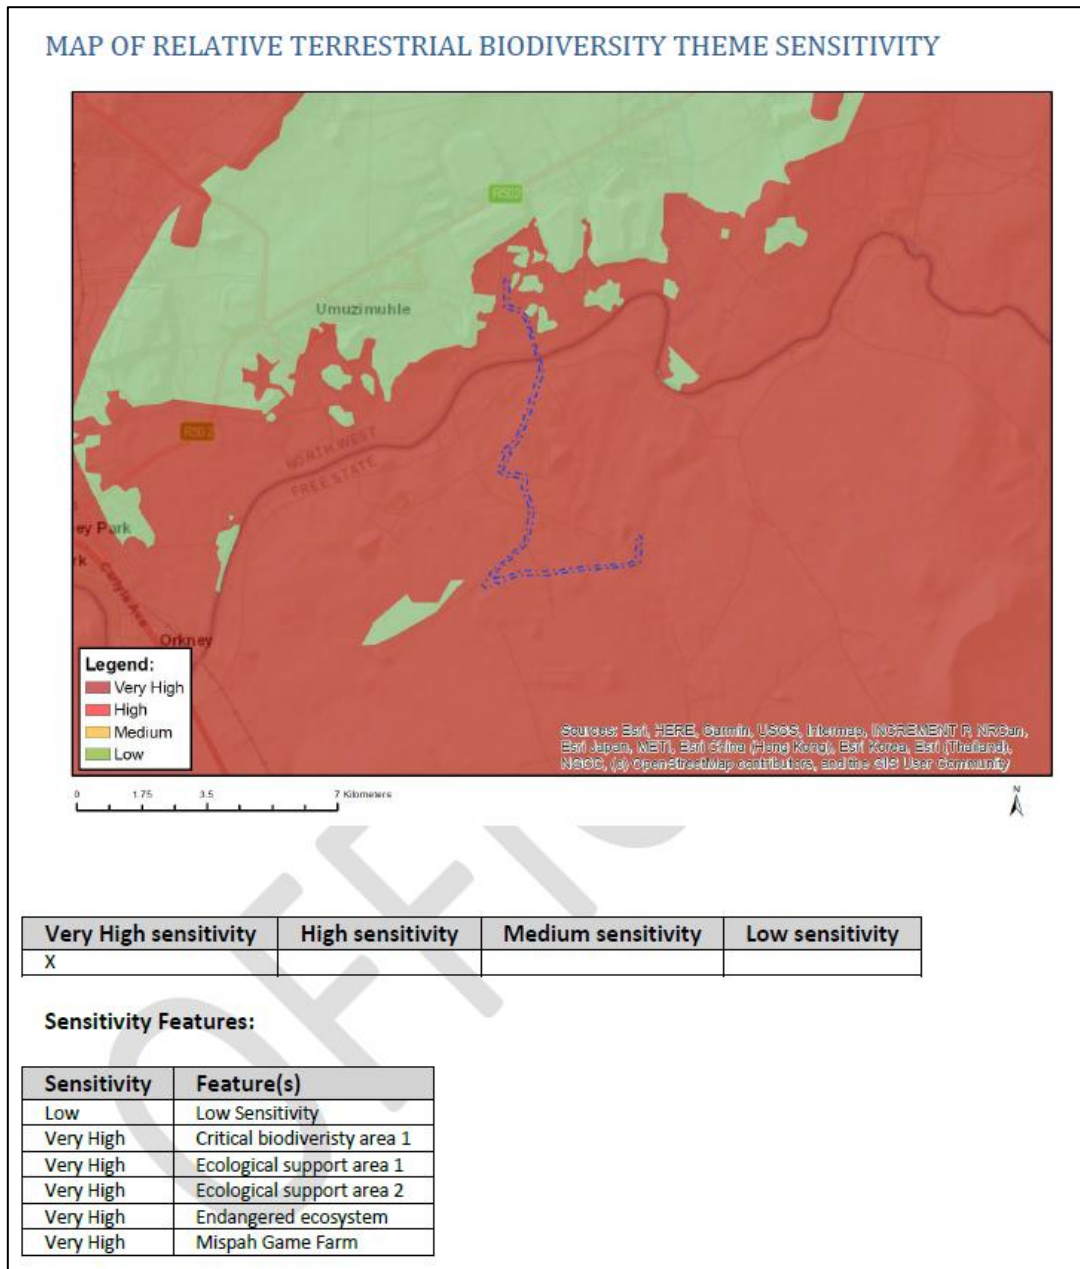 MAP OF RELATIVE TERRESTRIAL BIODIVERSITY THEME SENSITIVITY
R502
Umuzimuhle
R502
NORTH WEST
FREE STATE
ey Park
rk
Carlyle Ave
Orkney
Legend:
Very High
High
Medium
Low
Sources: Esri, HERE, Garmin, USGS, Intermap, INCREMENT P, NRCan,
Esri Japan, METI, Esri China (Hong Kong), Esri Korea, Esri (Thailand),
NGCC, (c) OpenStreetMap contributors, and the GIS User Community
0 1.75 3.5 7 Kilometers
N
Very High sensitivity High sensitivity Medium sensitivity Low sensitivity
X
Sensitivity Features:
Sensitivity Feature(s)
Low Low Sensitivity
Very High Critical biodiveristy area 1
Very High Ecological support area 1
Very High Ecological support area 2
Very High Endangered ecosystem
Very High Mispah Game Farm